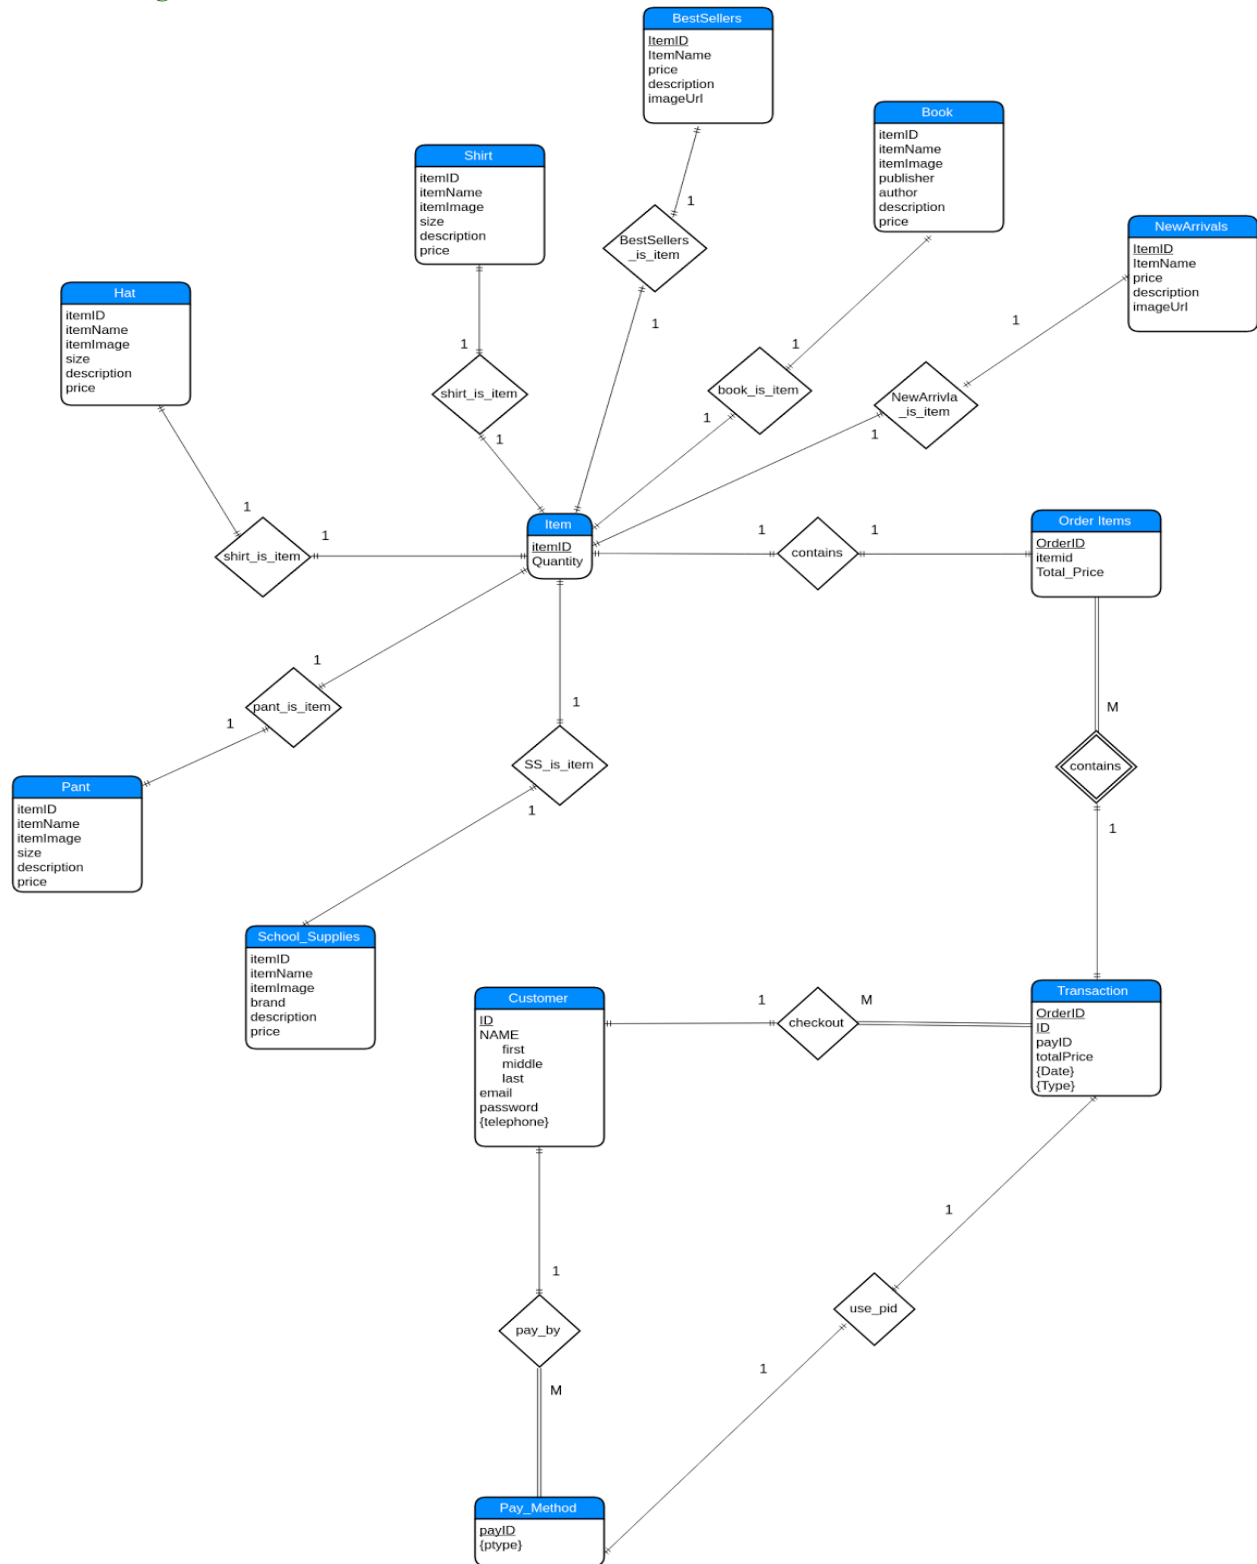 BestSellers
ItemID
ItemName
price
description
imageUrl
Book
itemID
itemName
itemImage
publisher
author
description
price
Shirt
itemID
itemName
itemImage
size
description
price
NewArrivals
ItemID
ItemName
price
description
imageUrl
Hat
itemID
itemName
itemImage
size
description
price
1
BestSellers
_is_item
1
1
shirt_is_item
1
1
book_is_item
1
1
NewArrivla
_is_item
1
1
shirt_is_item
1
Item
itemID
Quantity
1
contains
1
Order Items
OrderID
itemid
Total_Price
1
pant_is_item
1
1
SS_is_item
1
M
contains
1
Pant
itemID
itemName
itemImage
size
description
price
School_Supplies
itemID
itemName
itemImage
brand
description
price
Customer
ID
NAME
first
middle
last
email
password
{telephone}
1
checkout
M
Transaction
OrderID
ID
payID
totalPrice
{Date}
{Type}
1
pay_by
M
1
use_pid
1
Pay_Method
payID
{ptype}